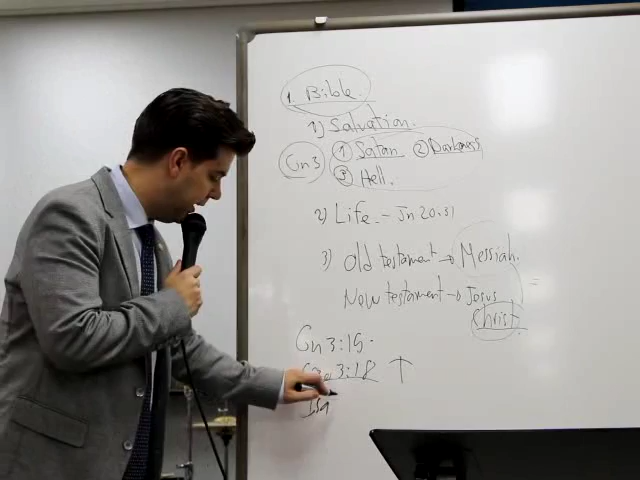 1. Bible.
1) Salvation.
Gn3 ① Satan ② Darkness
③ Hell.
2) Life. - Jn 20:31
3) Old testament → Messiah.
New testament → Jesus =
Christ
Gn 3:15.
3:18 ↑
Isa